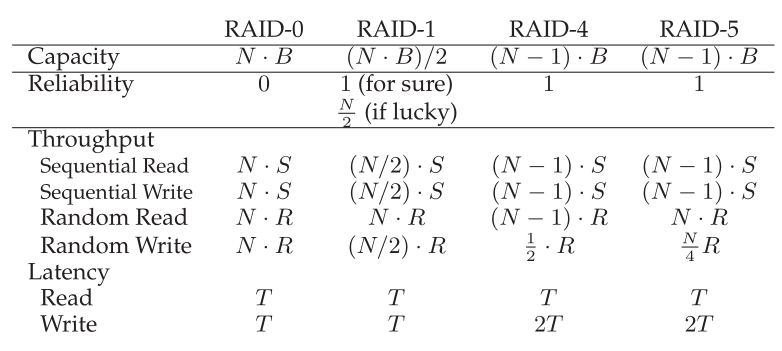 RAID-0 RAID-1 RAID-4 RAID-5
Capacity N · B (N · B)/2 (N − 1) · B (N − 1) · B
Reliability 0 1 (for sure) 1 1
N/2 (if lucky)
Throughput
Sequential Read N · S (N/2) · S (N − 1) · S (N − 1) · S
Sequential Write N · S (N/2) · S (N − 1) · S (N − 1) · S
Random Read N · R N · R (N − 1) · R N · R
Random Write N · R (N/2) · R 1/2 · R N/4 R
Latency
Read T T T T
Write T T 2T 2T